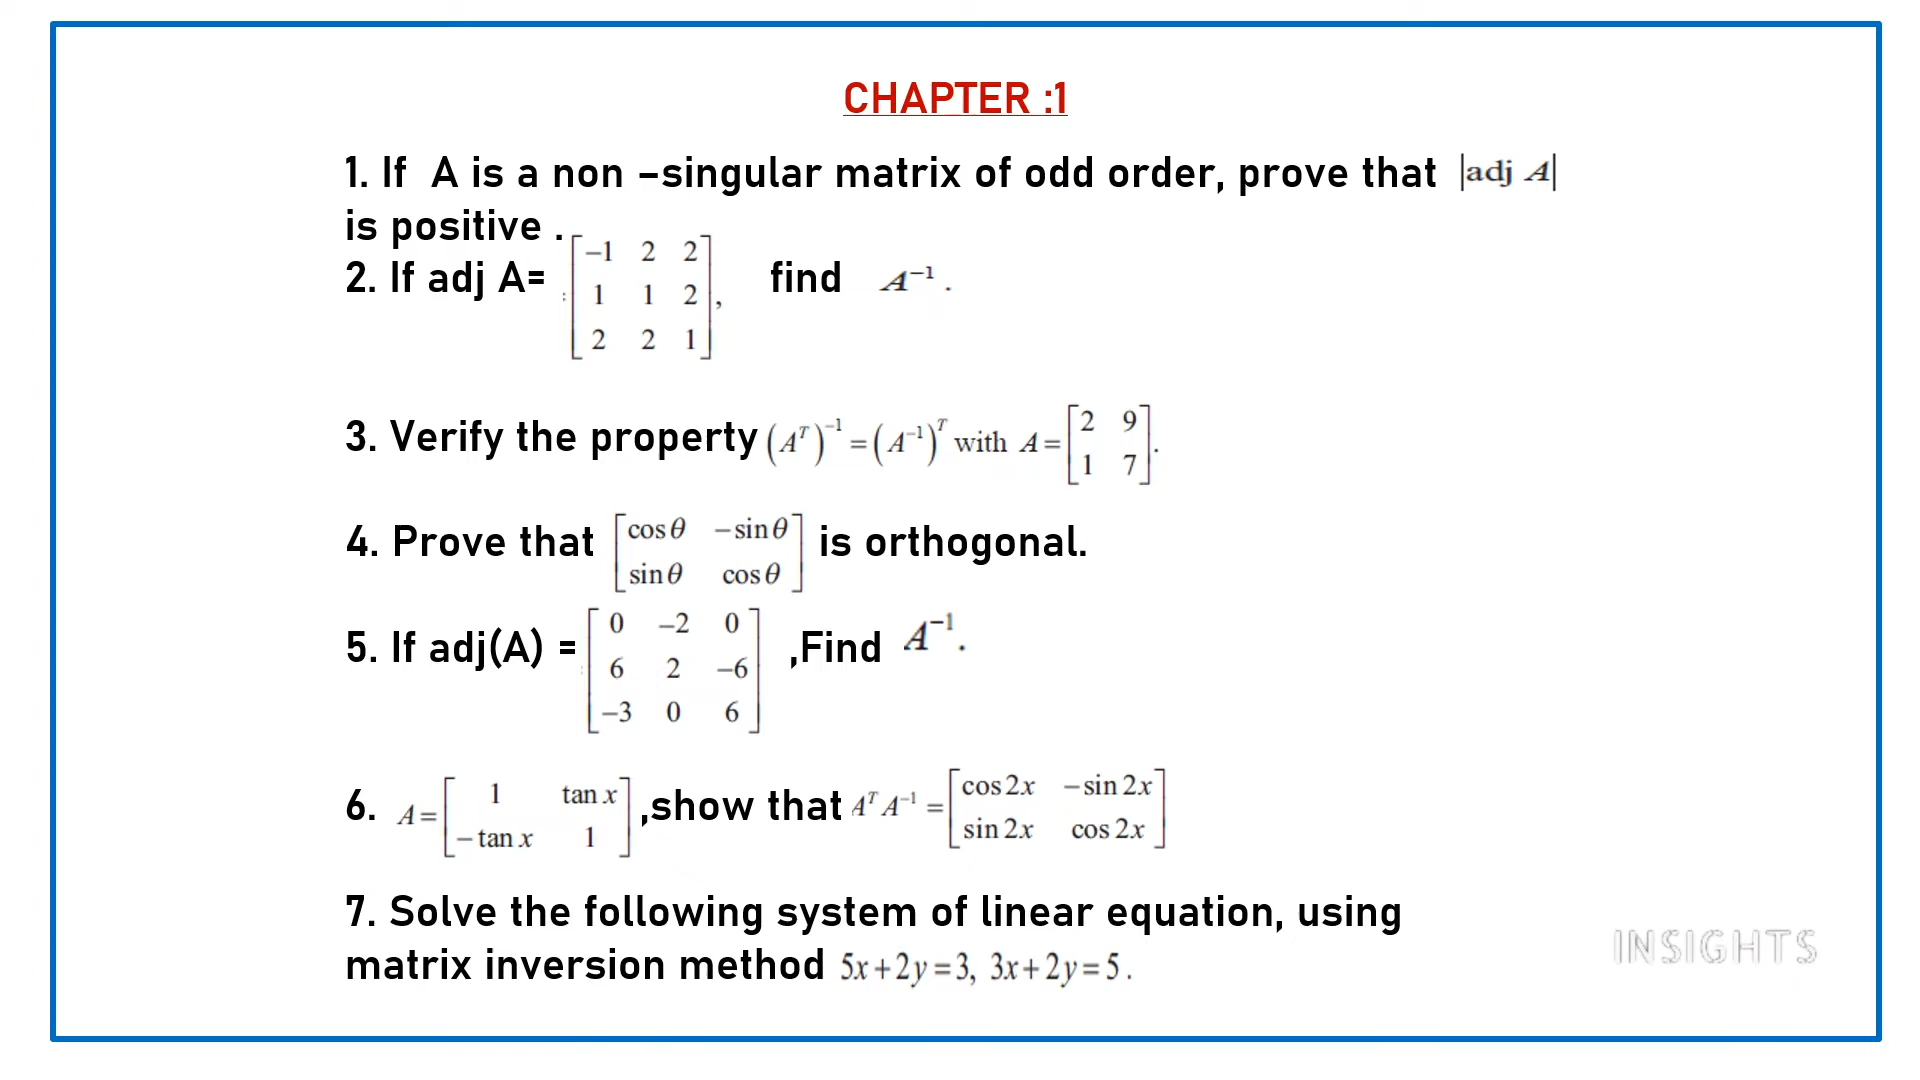 CHAPTER :1
1. If A is a non –singular matrix of odd order, prove that |adj A|
is positive .
2. If adj A= [−1 2 2; 1 1 2; 2 2 1], find A⁻¹ .
3. Verify the property (Aᵀ)⁻¹ = (A⁻¹)ᵀ with A = [2 9; 1 7].
4. Prove that [cosθ −sinθ; sinθ cosθ] is orthogonal.
5. If adj(A) = [0 −2 0; 6 2 −6; −3 0 6] ,Find A⁻¹.
6. A = [1 tan x; −tan x 1] ,show that Aᵀ A⁻¹ = [cos 2x −sin 2x; sin 2x cos 2x]
7. Solve the following system of linear equation, using
matrix inversion method 5x+2y=3, 3x+2y=5.
INSIGHTS